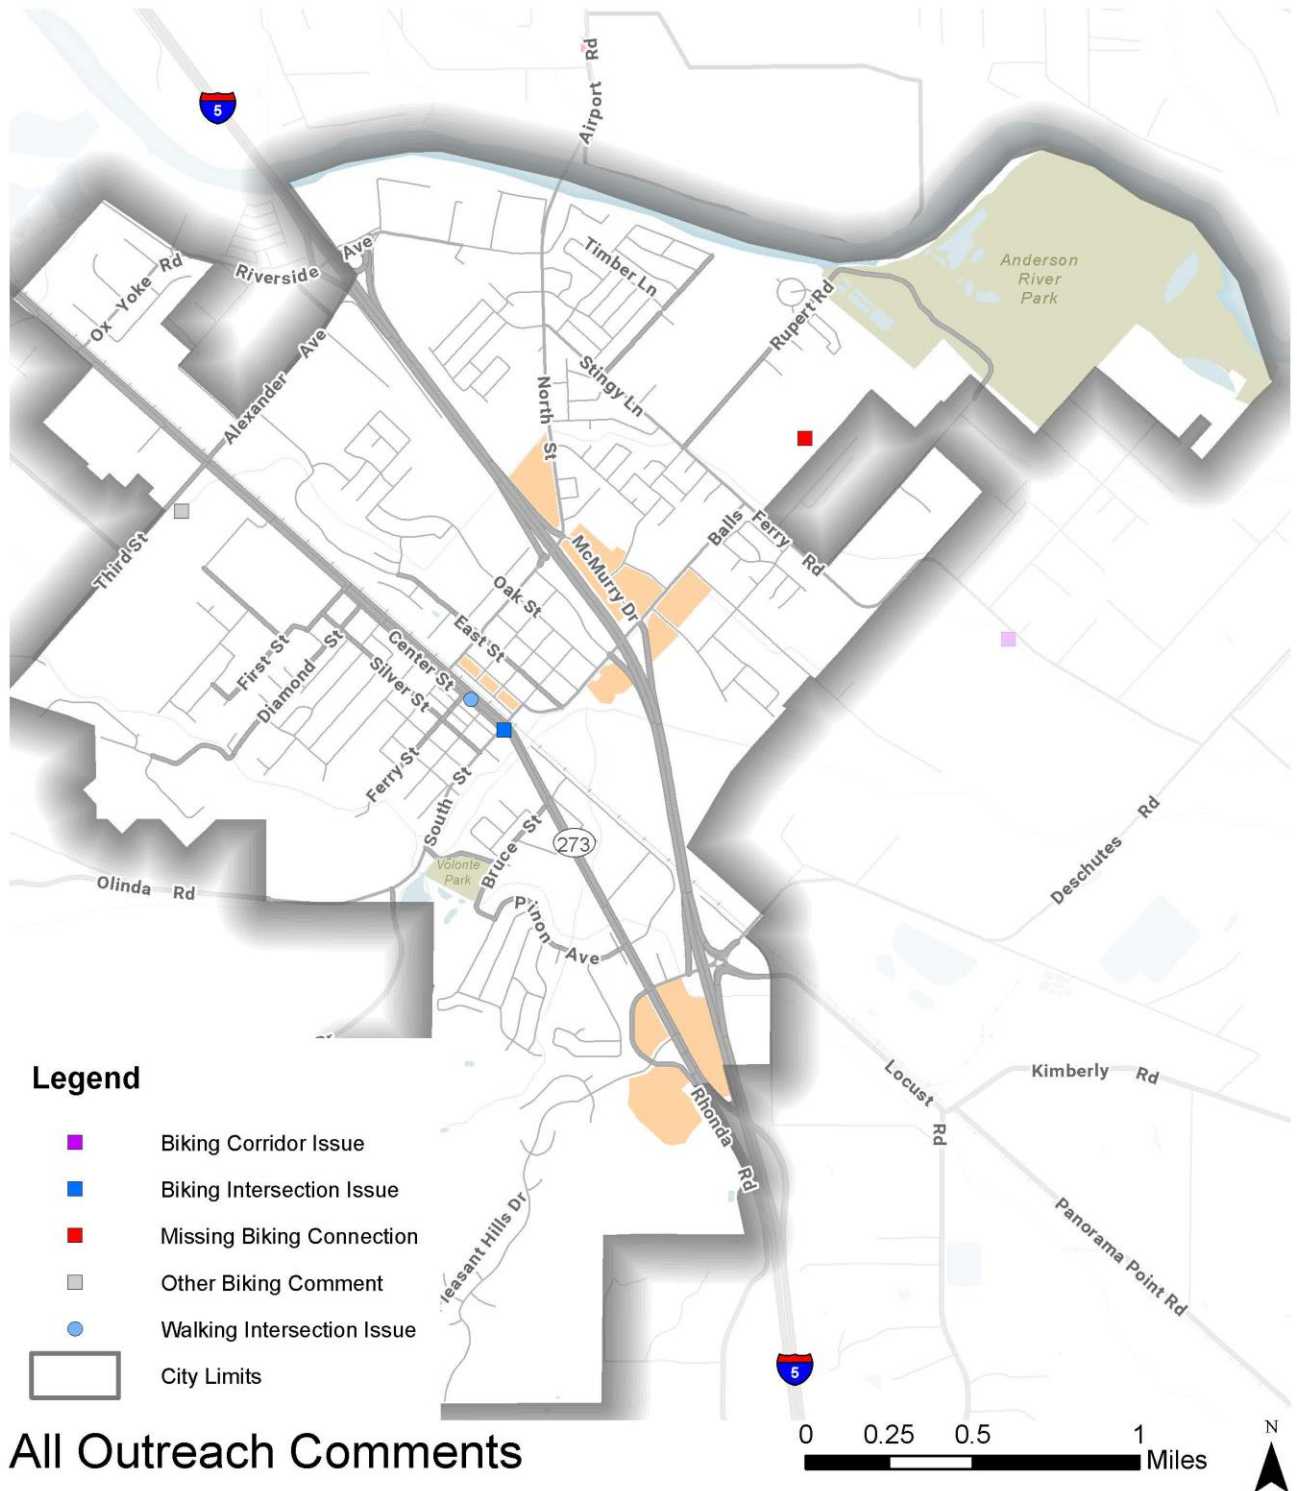 5
Airport Rd
Anderson
River
Park
Timber Ln
Ox Yoke Rd
Riverside Ave
Rupert Rd
Alexander Ave
Stingy Ln
North St
Balls Ferry Rd
McMurry Dr
Third St
Oak St
East St
Center St
First St
Diamond St
Silver St
Ferry St
South St
Bruce St
273
Volonte
Park
Olinda Rd
Pinon Ave
Deschutes Rd
Locust Rd
Kimberly Rd
Rhonda Rd
Panorama Point Rd
leasant Hills Dr
5
Legend
Biking Corridor Issue
Biking Intersection Issue
Missing Biking Connection
Other Biking Comment
Walking Intersection Issue
City Limits
All Outreach Comments
0 0.25 0.5 1
Miles
N